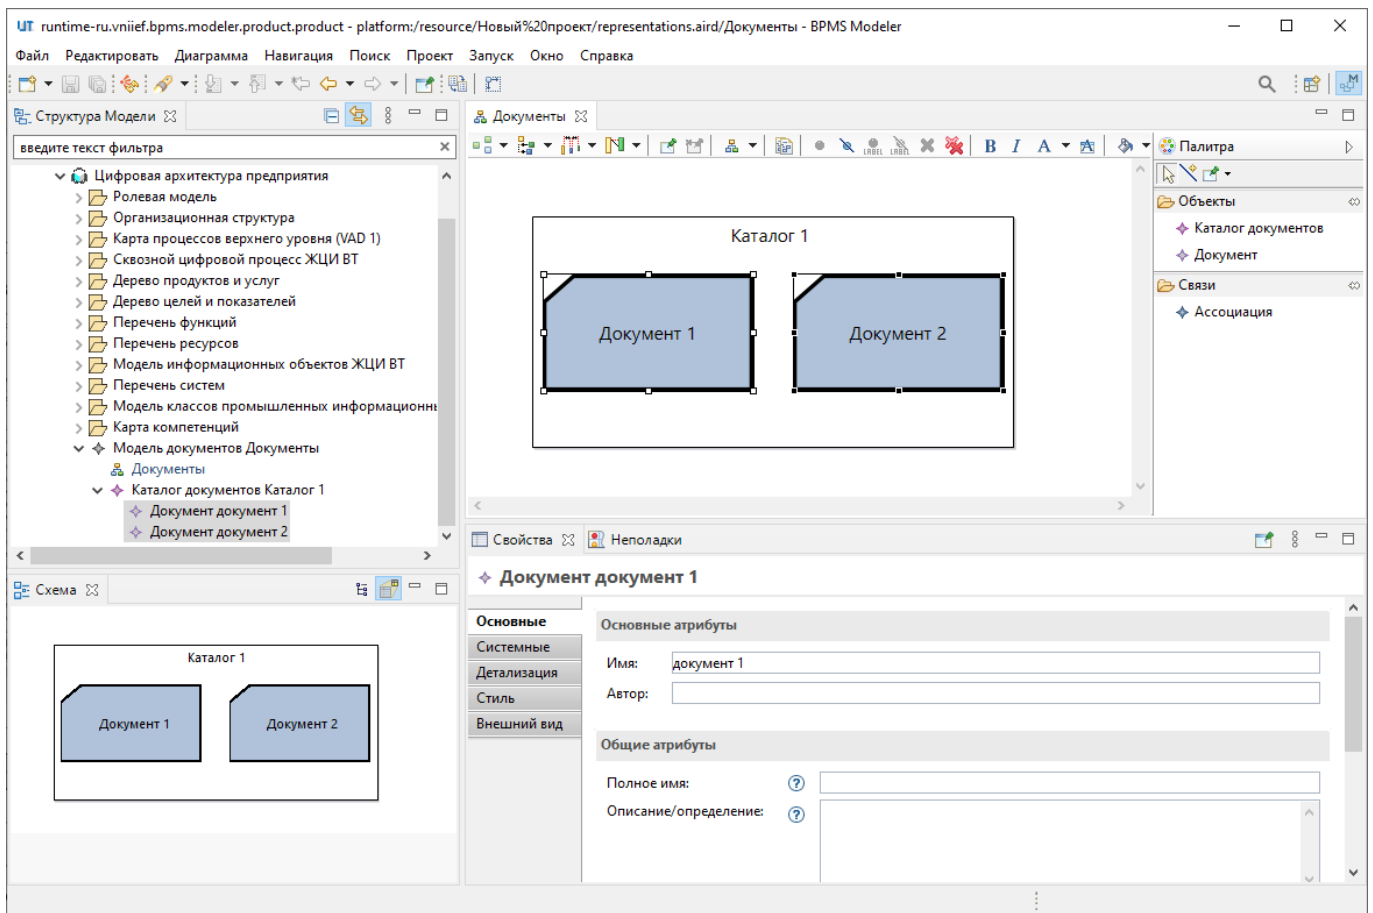 runtime-ru.vniief.bpms.modeler.product.product - platform:/resource/Новый%20проект/representations.aird/Документы - BPMS Modeler
Файл Редактировать Диаграмма Навигация Поиск Проект Запуск Окно Справка
Структура Модели
введите текст фильтра
Цифровая архитектура предприятия
Ролевая модель
Организационная структура
Карта процессов верхнего уровня (VAD 1)
Сквозной цифровой процесс ЖЦИ ВТ
Дерево продуктов и услуг
Дерево целей и показателей
Перечень функций
Перечень ресурсов
Модель информационных объектов ЖЦИ ВТ
Перечень систем
Модель классов промышленных информационнь
Карта компетенций
Модель документов Документы
Документы
Каталог документов Каталог 1
Документ документ 1
Документ документ 2
Схема
Каталог 1
Документ 1
Документ 2
Документы
LABEL LABEL B I A
Каталог 1
Документ 1
Документ 2
Палитра
Объекты
Каталог документов
Документ
Связи
Ассоциация
Свойства
Неполадки
Документ документ 1
Основные
Системные
Детализация
Стиль
Внешний вид
Основные атрибуты
Имя: документ 1
Автор:
Общие атрибуты
Полное имя:
Описание/определение: